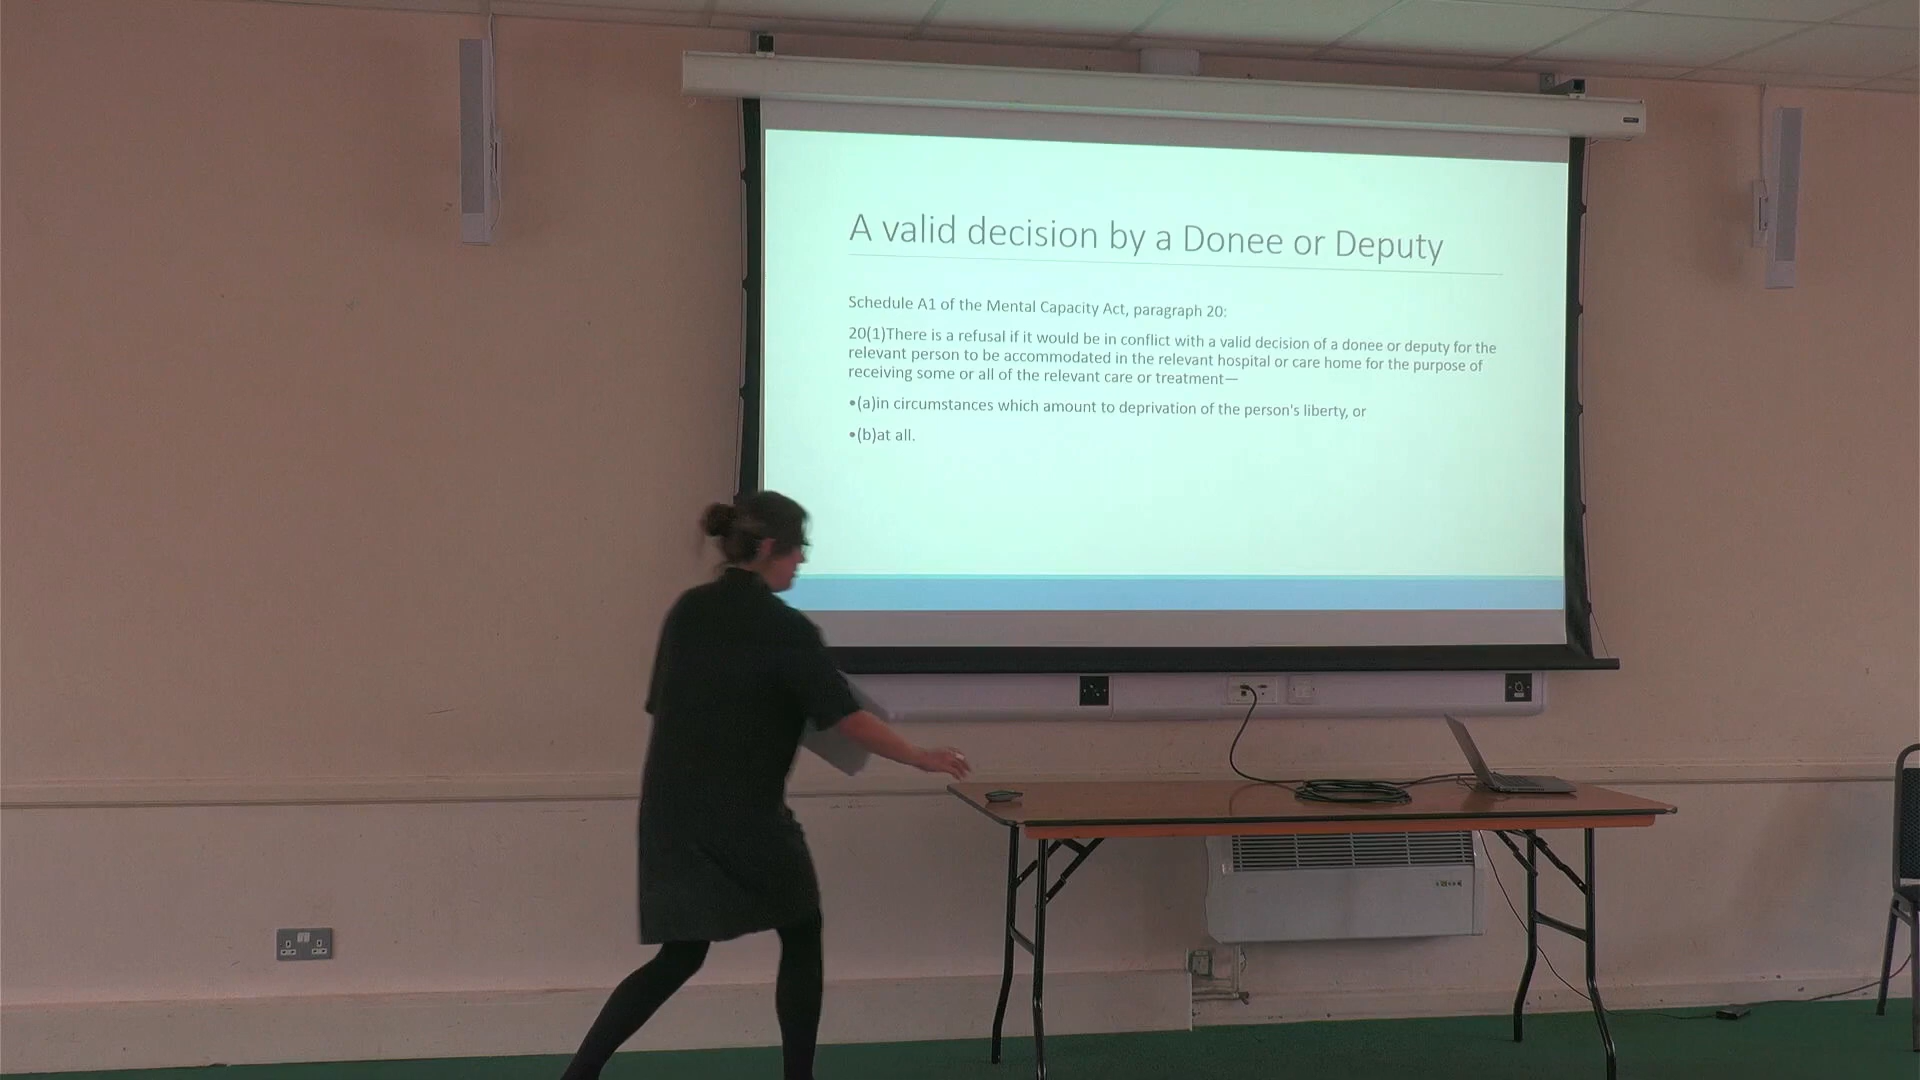 A valid decision by a Donee or Deputy
Schedule A1 of the Mental Capacity Act, paragraph 20:
20(1)There is a refusal if it would be in conflict with a valid decision of a donee or deputy for the
relevant person to be accommodated in the relevant hospital or care home for the purpose of
receiving some or all of the relevant care or treatment—
•(a)in circumstances which amount to deprivation of the person's liberty, or
•(b)at all.